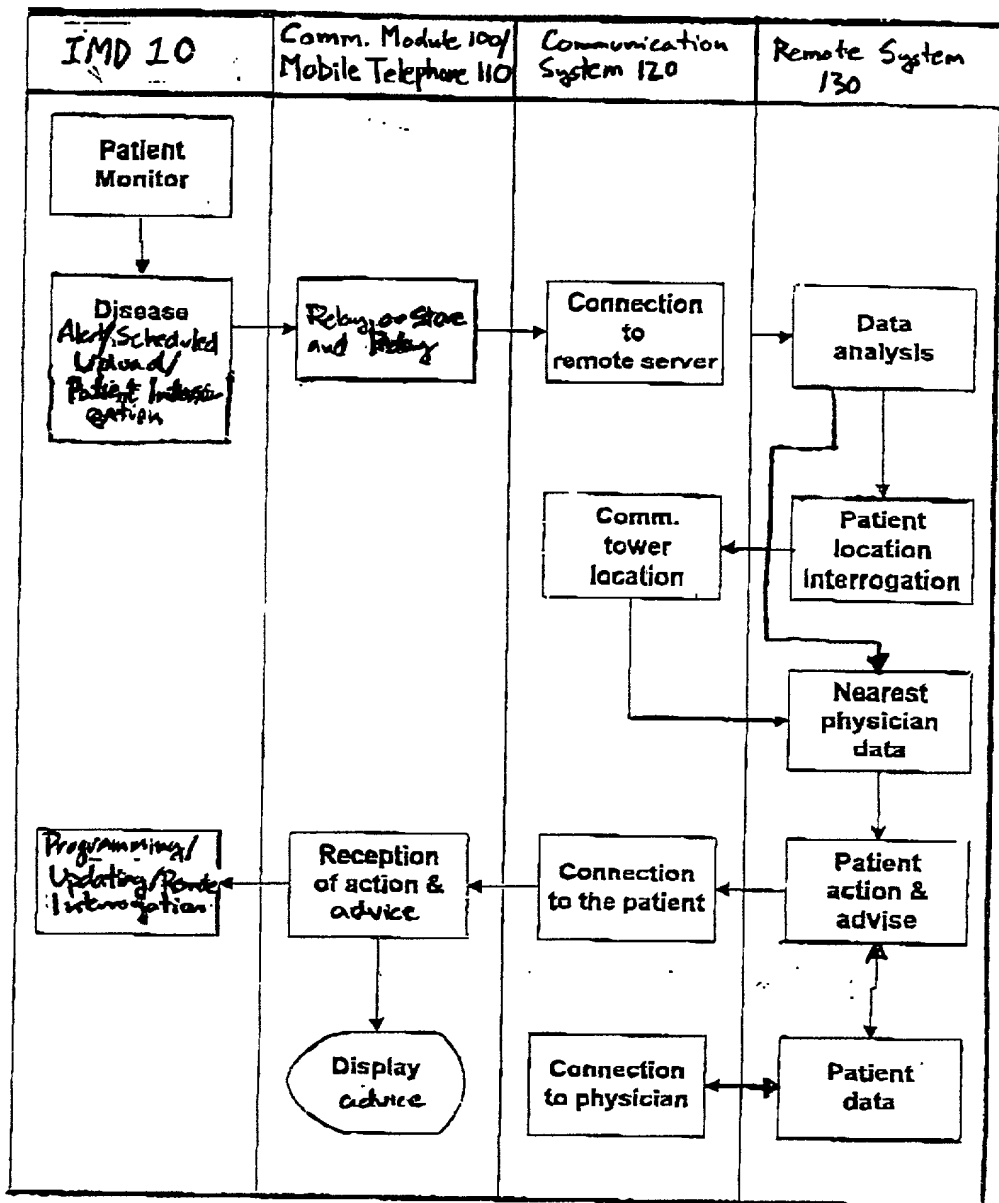 IMD 10
Comm. Module 100/
Mobile Telephone 110
Communication
System 120
Remote System
130
Patient
Monitor
Disease
Alert/Scheduled
Upload/
Patient Interro
gation
Relay or Store
and Relay
Connection
to
remote server
Data
analysis
Comm.
tower
location
Patient
location
interrogation
Nearest
physician
data
Programming/
Updating/Remote
Interrogation
Reception
of action &
advice
Connection
to the patient
Patient
action &
advise
Display
advice
Connection
to physician
Patient
data